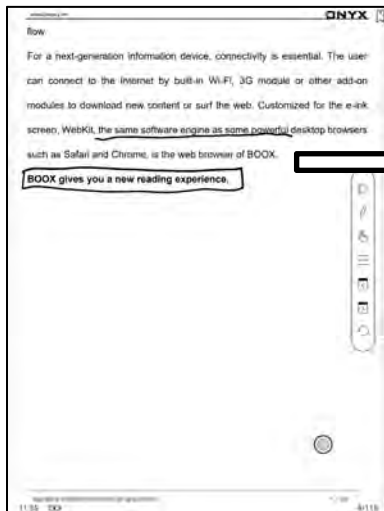 ONYX
flow
For a next-generation information device, connectivity is essential. The user
can connect to the Internet by built-in Wi-Fi, 3G module or other add-on
modules to download new content or surf the web. Customized for the e-ink
screen, WebKit, the same software engine as some powerful desktop browsers
such as Safari and Chrome, is the web browser of BOOX.
BOOX gives you a new reading experience.